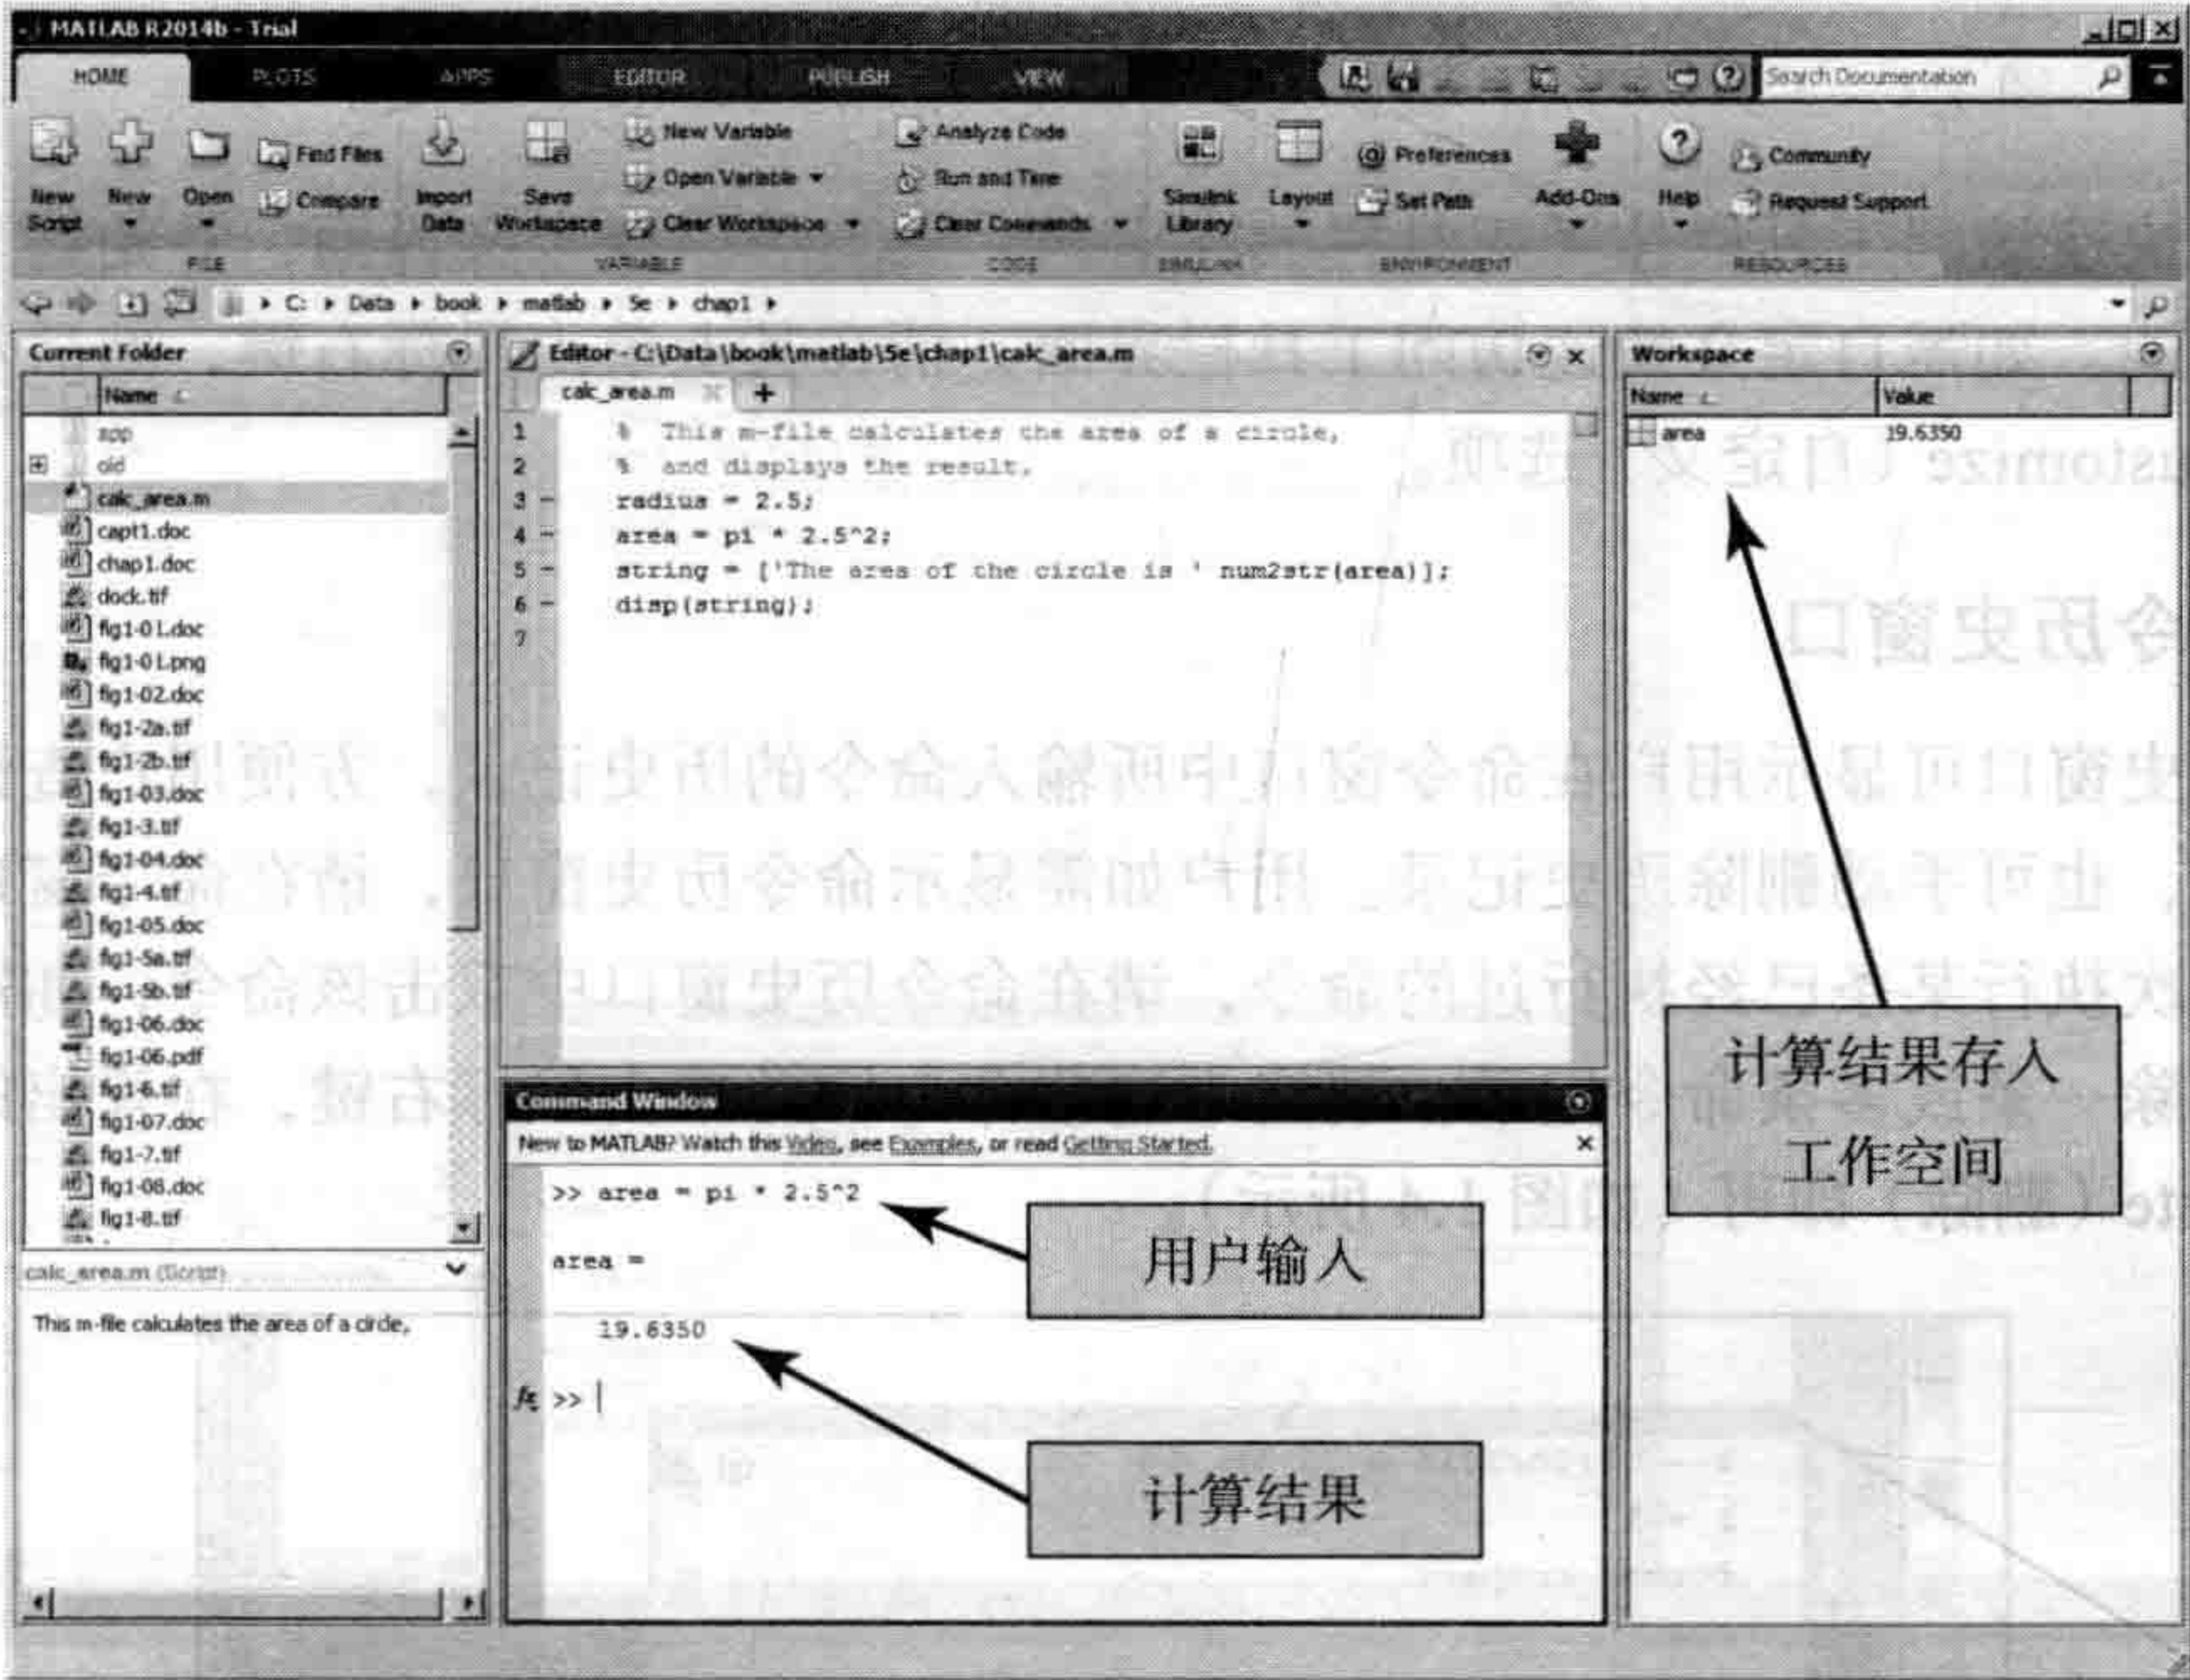 MATLAB R2014b - Trial
HOME PLOTS APPS EDITOR PUBLISH VIEW
Search Documentation
New Script
New
Open
Find Files
Compare
Import Data
Save Workspace
New Variable
Open Variable
Clear Workspace
Analyze Code
Run and Time
Clear Commands
Simulink Library
Layout
Preferences
Set Path
Add-Ons
Help
Community
Request Support
FILE VARIABLE CODE SIMULINK ENVIRONMENT RESOURCES
C: Data book matlab 5e chap1
Current Folder
Name
app
old
calc_area.m
capt1.doc
chap1.doc
dock.tif
fig1-01.doc
fig1-01.png
fig1-02.doc
fig1-2a.tif
fig1-2b.tif
fig1-03.doc
fig1-3.tif
fig1-04.doc
fig1-4.tif
fig1-05.doc
fig1-5a.tif
fig1-5b.tif
fig1-06.doc
fig1-06.pdf
fig1-6.tif
fig1-07.doc
fig1-7.tif
fig1-08.doc
fig1-8.tif
calc_area.m (Script)
This m-file calculates the area of a circle,
Editor - C:\Data\book\matlab\5e\chap1\calc_area.m
calc_area.m
1 % This m-file calculates the area of a circle,
2 % and displays the result.
3 - radius = 2.5;
4 - area = pi * 2.5^2;
5 - string = ['The area of the circle is ' num2str(area)];
6 - disp(string);
7
Command Window
New to MATLAB? Watch this Video, see Examples, or read Getting Started.
>> area = pi * 2.5^2
area =
19.6350
fx >>
用户输入
计算结果
Workspace
Name Value
area 19.6350
计算结果存入
工作空间